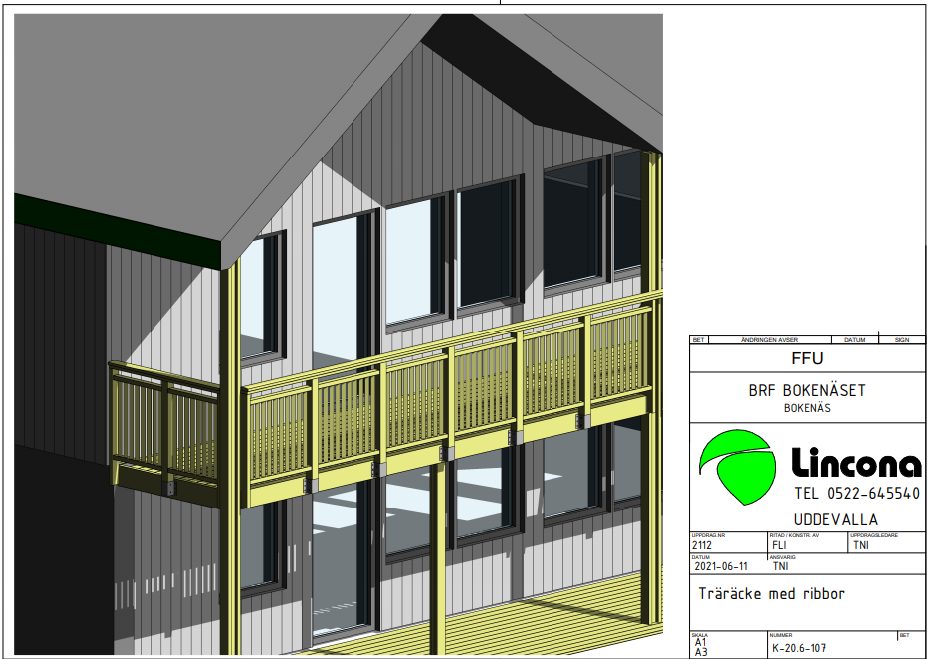 BET ÄNDRINGEN AVSER DATUM SIGN
FFU
BRF BOKENÄSET
BOKENÄS
Lincona
TEL 0522-645540
UDDEVALLA
UPPDRAG.NR RITAD / KONSTR. AV UPPDRAGSLEDARE
2112 FLI TNI
DATUM ANSVARIG
2021-06-11 TNI
Träräcke med ribbor
SKALA NUMMER BET
A1
A3 K-20.6-107